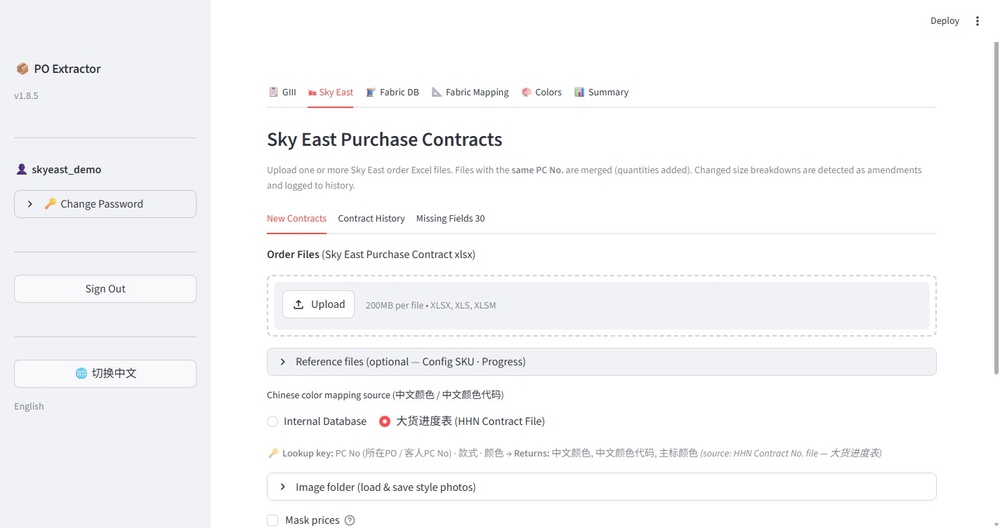 Deploy
PO Extractor
v1.8.5
skyeast_demo
Change Password
Sign Out
切换中文
English
GIII
Sky East
Fabric DB
Fabric Mapping
Colors
Summary
Sky East Purchase Contracts
Upload one or more Sky East order Excel files. Files with the same PC No. are merged (quantities added). Changed size breakdowns are detected as amendments
and logged to history.
New Contracts
Contract History
Missing Fields 30
Order Files (Sky East Purchase Contract xlsx)
Upload
200MB per file • XLSX, XLS, XLSM
Reference files (optional — Config SKU · Progress)
Chinese color mapping source (中文颜色 / 中文颜色代码)
Internal Database
大货进度表 (HHN Contract File)
Lookup key: PC No (所在PO / 客人PC No) · 款式 · 颜色 → Returns: 中文颜色, 中文颜色代码, 主标颜色 (source: HHN Contract No. file — 大货进度表)
Image folder (load & save style photos)
Mask prices